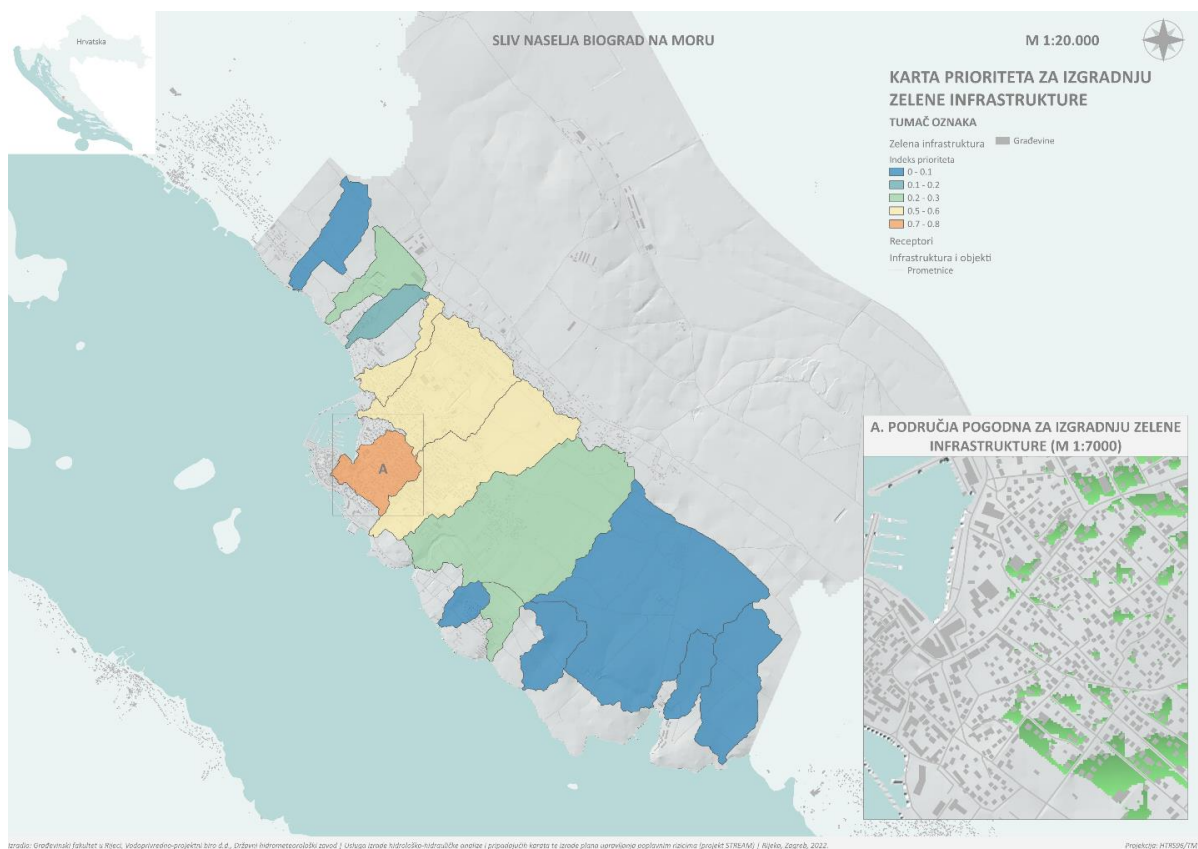 Hrvatska
SLIV NASELJA BIOGRAD NA MORU
M 1:20.000
KARTA PRIORITETA ZA IZGRADNJU
ZELENE INFRASTRUKTURE
TUMAČ OZNAKA
Zelena infrastruktura
Građevine
Indeks prioriteta
0 - 0.1
0.1 - 0.2
0.2 - 0.3
0.5 - 0.6
0.7 - 0.8
Receptori
Infrastruktura i objekti
Prometnice
A
A. PODRUČJA POGODNA ZA IZGRADNJU ZELENE
INFRASTRUKTURE (M 1:7000)
Izradio: Građevinski fakultet u Rijeci, Vodoprivredno-projektni biro d.d., Državni hidrometeorološki zavod | Usluga izrade hidrološko-hidrauličke analize i pripadajućih karata te izrade plana upravljanja poplavnim rizicima (projekt STREAM) | Rijeka, Zagreb, 2022.
Projekcija: HTRS96/TM